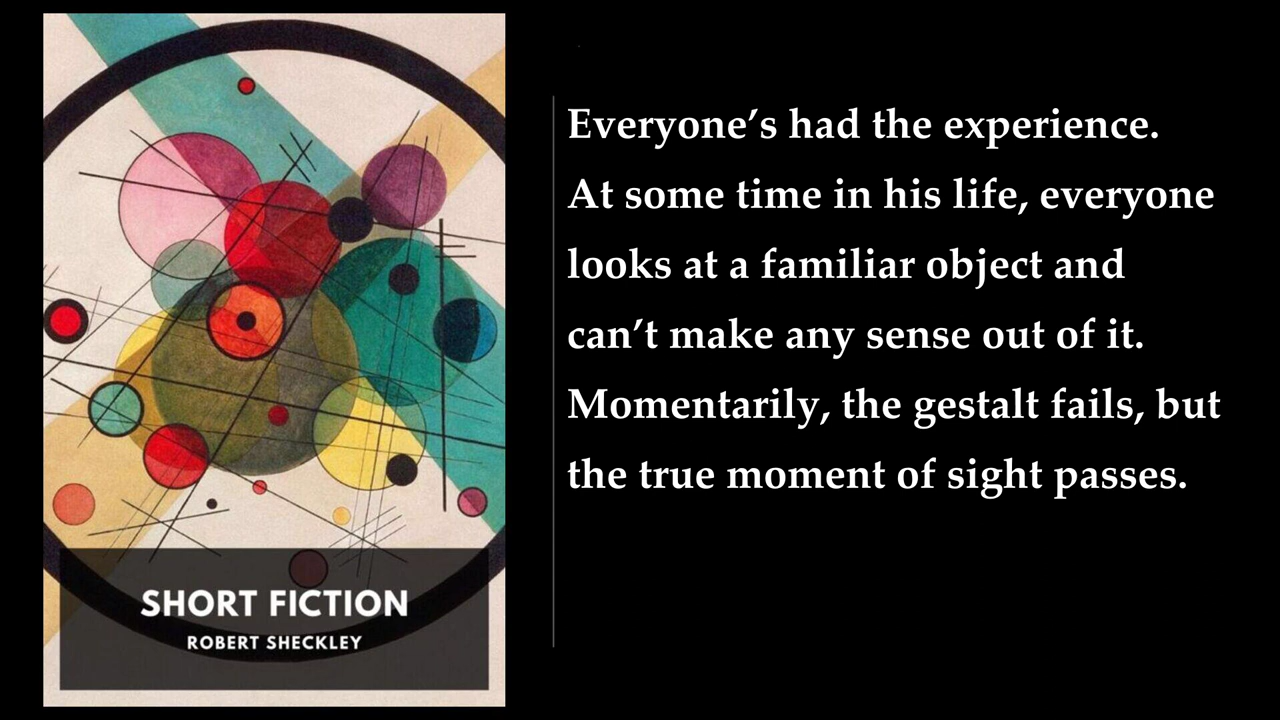 Everyone’s had the experience.
At some time in his life, everyone
looks at a familiar object and
can’t make any sense out of it.
Momentarily, the gestalt fails, but
the true moment of sight passes.
SHORT FICTION
ROBERT SHECKLEY